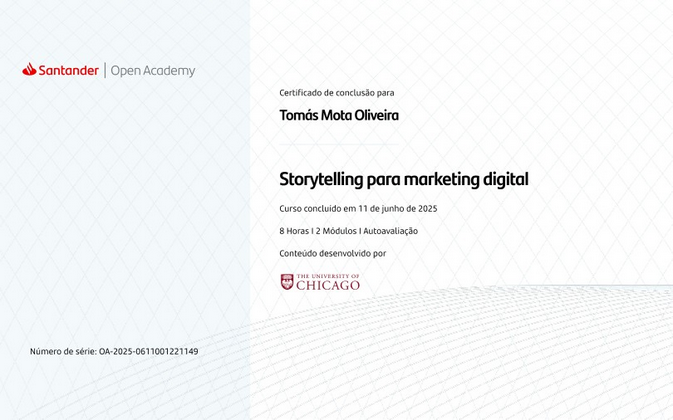 Santander | Open Academy
Certificado de conclusão para
Tomás Mota Oliveira
Storytelling para marketing digital
Curso concluído em 11 de junho de 2025
8 Horas I 2 Módulos I Autoavaliação
Conteúdo desenvolvido por
THE UNIVERSITY OF
CHICAGO
Número de série: OA-2025-0611001221149